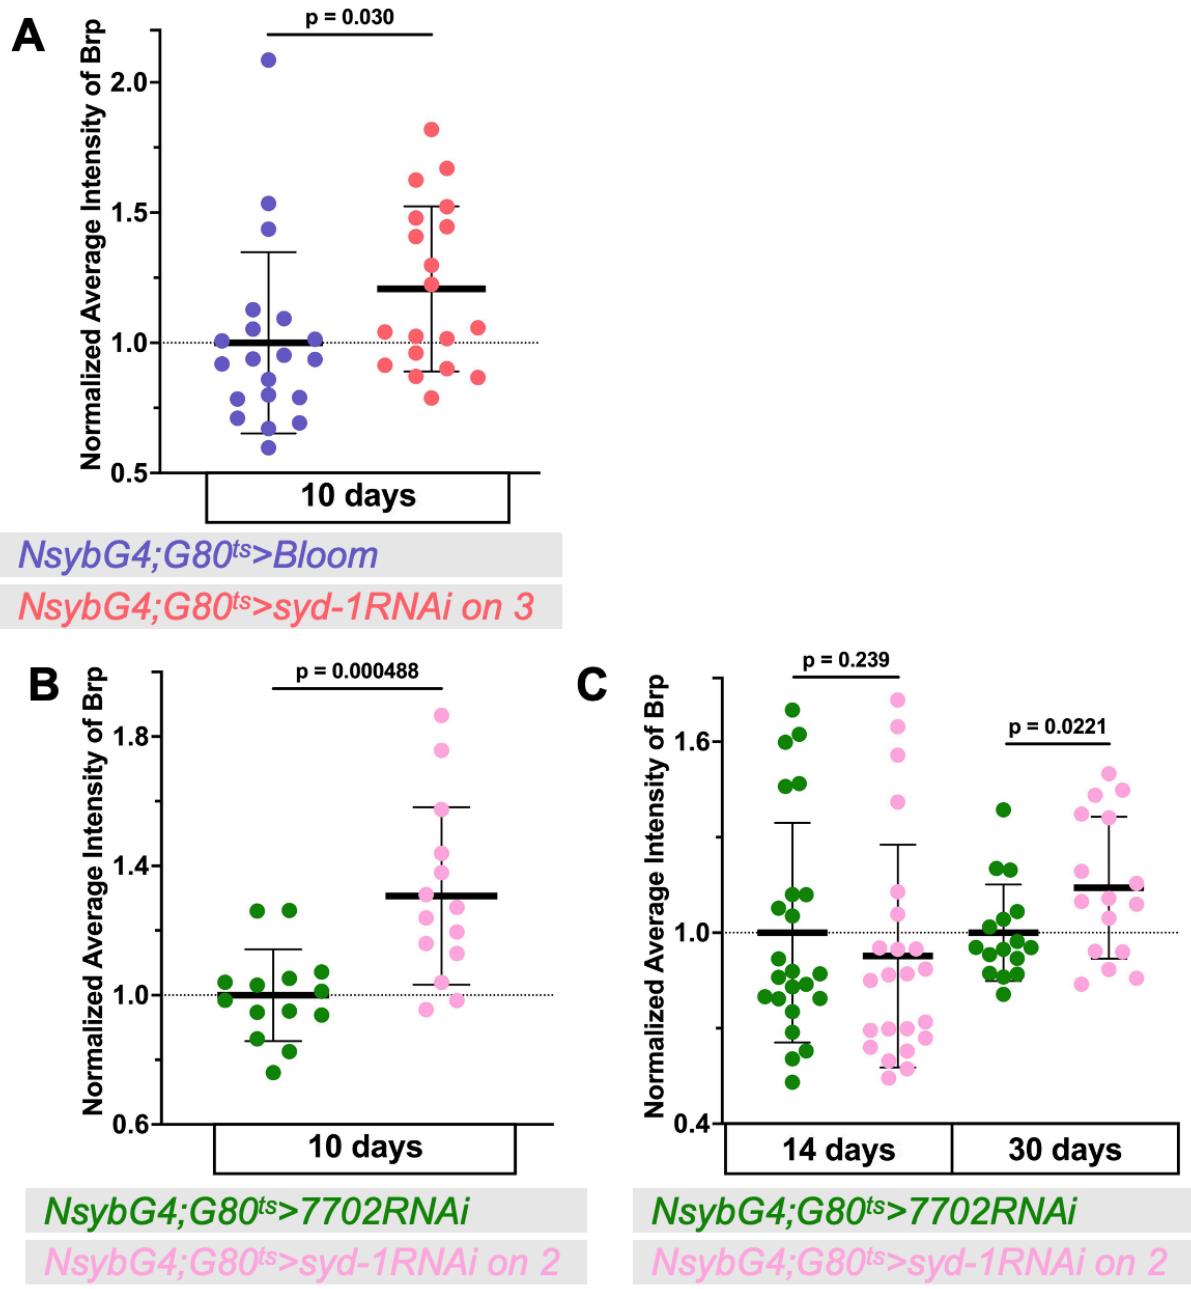 A
p = 0.030
Normalized Average Intensity of Brp
2.0
1.5
1.0
0.5
10 days
NsybG4;G80ts>Bloom
NsybG4;G80ts>syd-1RNAi on 3
B
p = 0.000488
Normalized Average Intensity of Brp
1.8
1.4
1.0
0.6
10 days
NsybG4;G80ts>7702RNAi
NsybG4;G80ts>syd-1RNAi on 2
C
p = 0.239
p = 0.0221
Normalized Average Intensity of Brp
1.6
1.0
0.4
14 days
30 days
NsybG4;G80ts>7702RNAi
NsybG4;G80ts>syd-1RNAi on 2